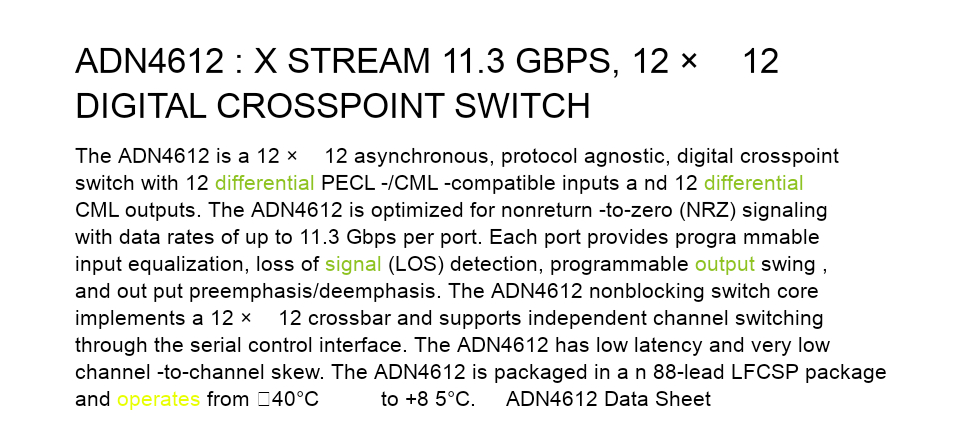 ADN4612 : X STREAM 11.3 GBPS, 12 × 12
DIGITAL CROSSPOINT SWITCH
The ADN4612 is a 12 × 12 asynchronous, protocol agnostic, digital crosspoint
switch with 12 differential PECL -/CML -compatible inputs a nd 12 differential
CML outputs. The ADN4612 is optimized for nonreturn -to-zero (NRZ) signaling
with data rates of up to 11.3 Gbps per port. Each port provides progra mmable
input equalization, loss of signal (LOS) detection, programmable output swing ,
and out put preemphasis/deemphasis. The ADN4612 nonblocking switch core
implements a 12 × 12 crossbar and supports independent channel switching
through the serial control interface. The ADN4612 has low latency and very low
channel -to-channel skew. The ADN4612 is packaged in a n 88-lead LFCSP package
and operates from □40°C to +8 5°C. ADN4612 Data Sheet